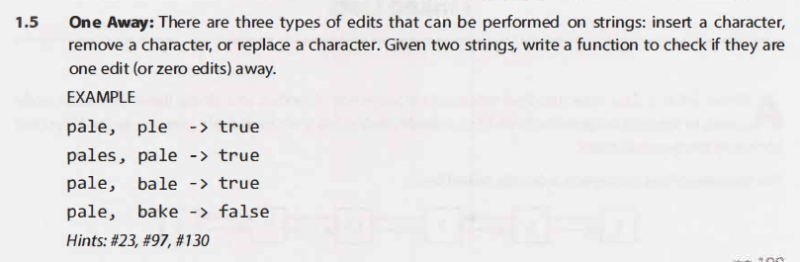 1.5 One Away: There are three types of edits that can be performed on strings: insert a character,
remove a character, or replace a character. Given two strings, write a function to check if they are
one edit (or zero edits) away.
EXAMPLE
pale, ple -> true
pales, pale -> true
pale, bale -> true
pale, bake -> false
Hints: #23, #97, #130